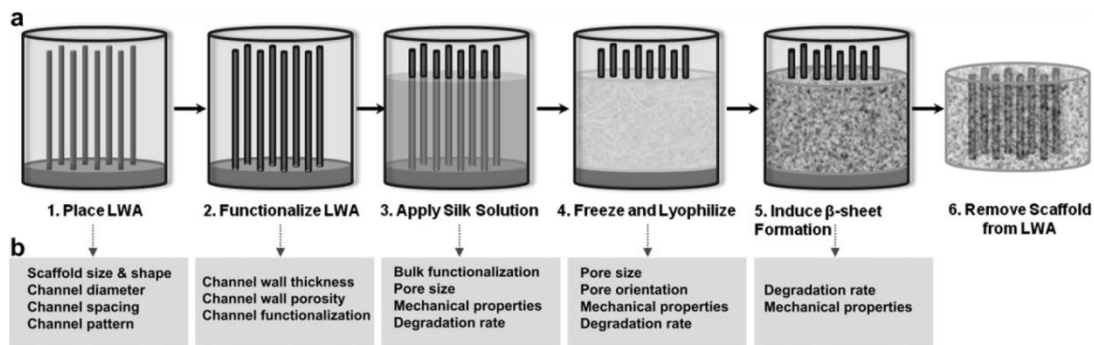 a
1. Place LWA
2. Functionalize LWA
3. Apply Silk Solution
4. Freeze and Lyophilize
5. Induce β-sheet
Formation
6. Remove Scaffold
from LWA
b
Scaffold size & shape
Channel diameter
Channel spacing
Channel pattern
Channel wall thickness
Channel wall porosity
Channel functionalization
Bulk functionalization
Pore size
Mechanical properties
Degradation rate
Pore size
Pore orientation
Mechanical properties
Degradation rate
Degradation rate
Mechanical properties